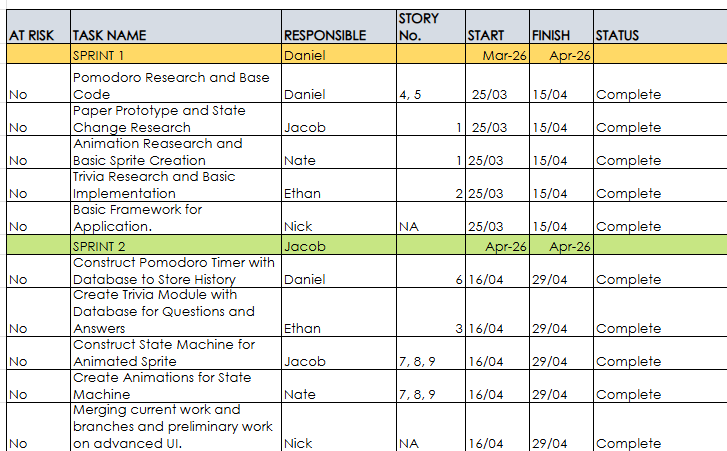 AT RISK TASK NAME RESPONSIBLE STORY No. START FINISH STATUS
SPRINT 1 Daniel Mar-26 Apr-26
No Pomodoro Research and Base Code Daniel 4, 5 25/03 15/04 Complete
No Paper Prototype and State Change Research Jacob 1 25/03 15/04 Complete
No Animation Reasearch and Basic Sprite Creation Nate 1 25/03 15/04 Complete
No Trivia Research and Basic Implementation Ethan 2 25/03 15/04 Complete
No Basic Framework for Application. Nick NA 25/03 15/04 Complete
SPRINT 2 Jacob Apr-26 Apr-26
No Construct Pomodoro Timer with Database to Store History Daniel 6 16/04 29/04 Complete
No Create Trivia Module with Database for Questions and Answers Ethan 3 16/04 29/04 Complete
No Construct State Machine for Animated Sprite Jacob 7, 8, 9 16/04 29/04 Complete
No Create Animations for State Machine Nate 7, 8, 9 16/04 29/04 Complete
No Merging current work and branches and preliminary work on advanced UI. Nick NA 16/04 29/04 Complete